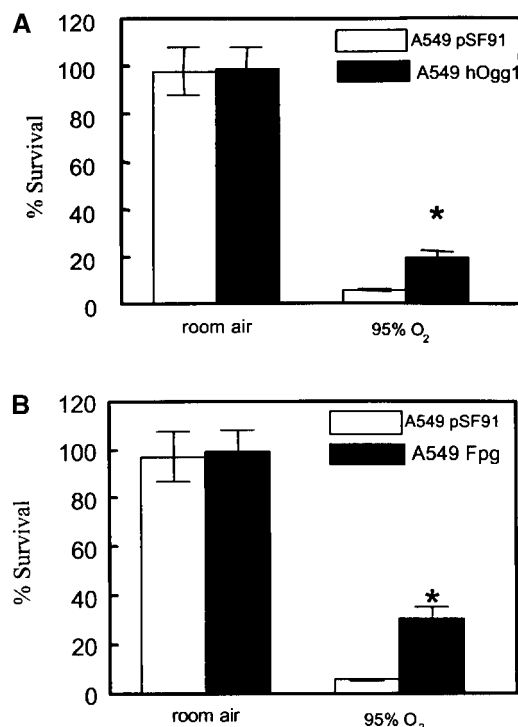 A
120
100
80
60
40
20
0
% Survival
A549 pSF91
A549 hOgg1
*
room air
95% O₂
B
120
100
80
60
40
20
0
% Survival
A549 pSF91
A549 Fpg
*
room air
95% O₂